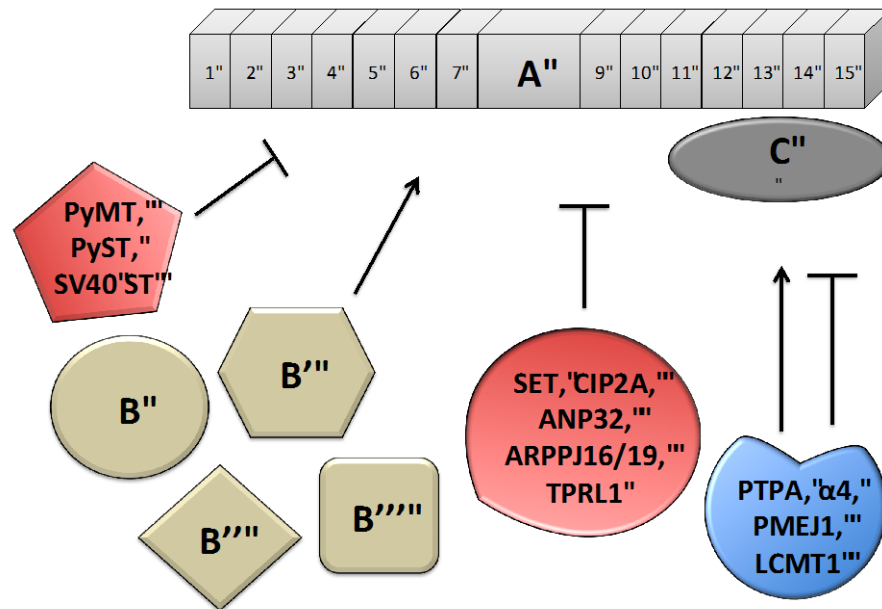 1" 2" 3" 4" 5" 6" 7" A" 9" 10" 11" 12" 13" 14" 15"
C"
"
PyMT,'"
PyST,"
SV40"ST'"
B"
B'"
B''"
B'''"
SET,"CIP2A,'"
ANP32,'"
ARPPJ16/19,'"
TPRL1"
PTPA,"α4,"
PMEJ1,'"
LCMT1'"